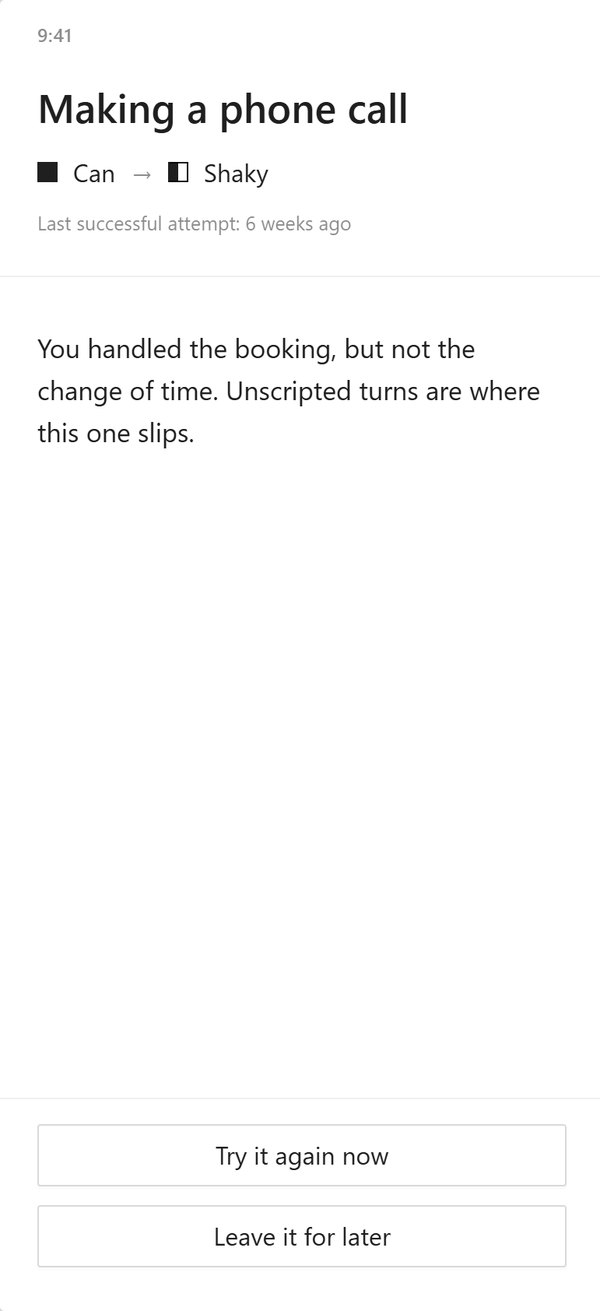 9:41
Making a phone call
Can → Shaky
Last successful attempt: 6 weeks ago
You handled the booking, but not the
change of time. Unscripted turns are where
this one slips.
Try it again now
Leave it for later